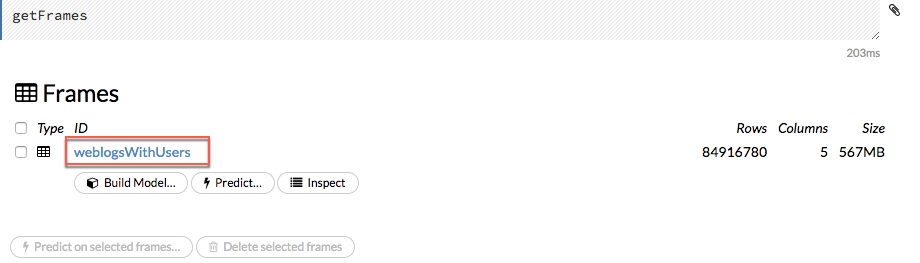 getFrames
203ms
Frames
Type ID Rows Columns Size
weblogsWithUsers 84916780 5 567MB
Build Model... Predict... Inspect
Predict on selected frames... Delete selected frames